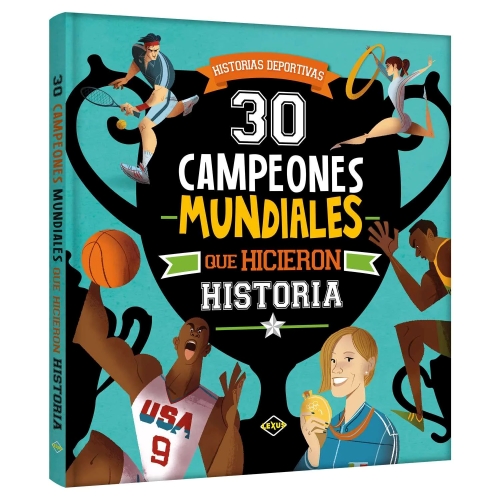 HISTORIAS DEPORTIVAS
30
CAMPEONES
MUNDIALES
QUE HICIERON
HISTORIA
USA
9
LEXUS
30 CAMPEONES MUNDIALES QUE HICIERON HISTORIA